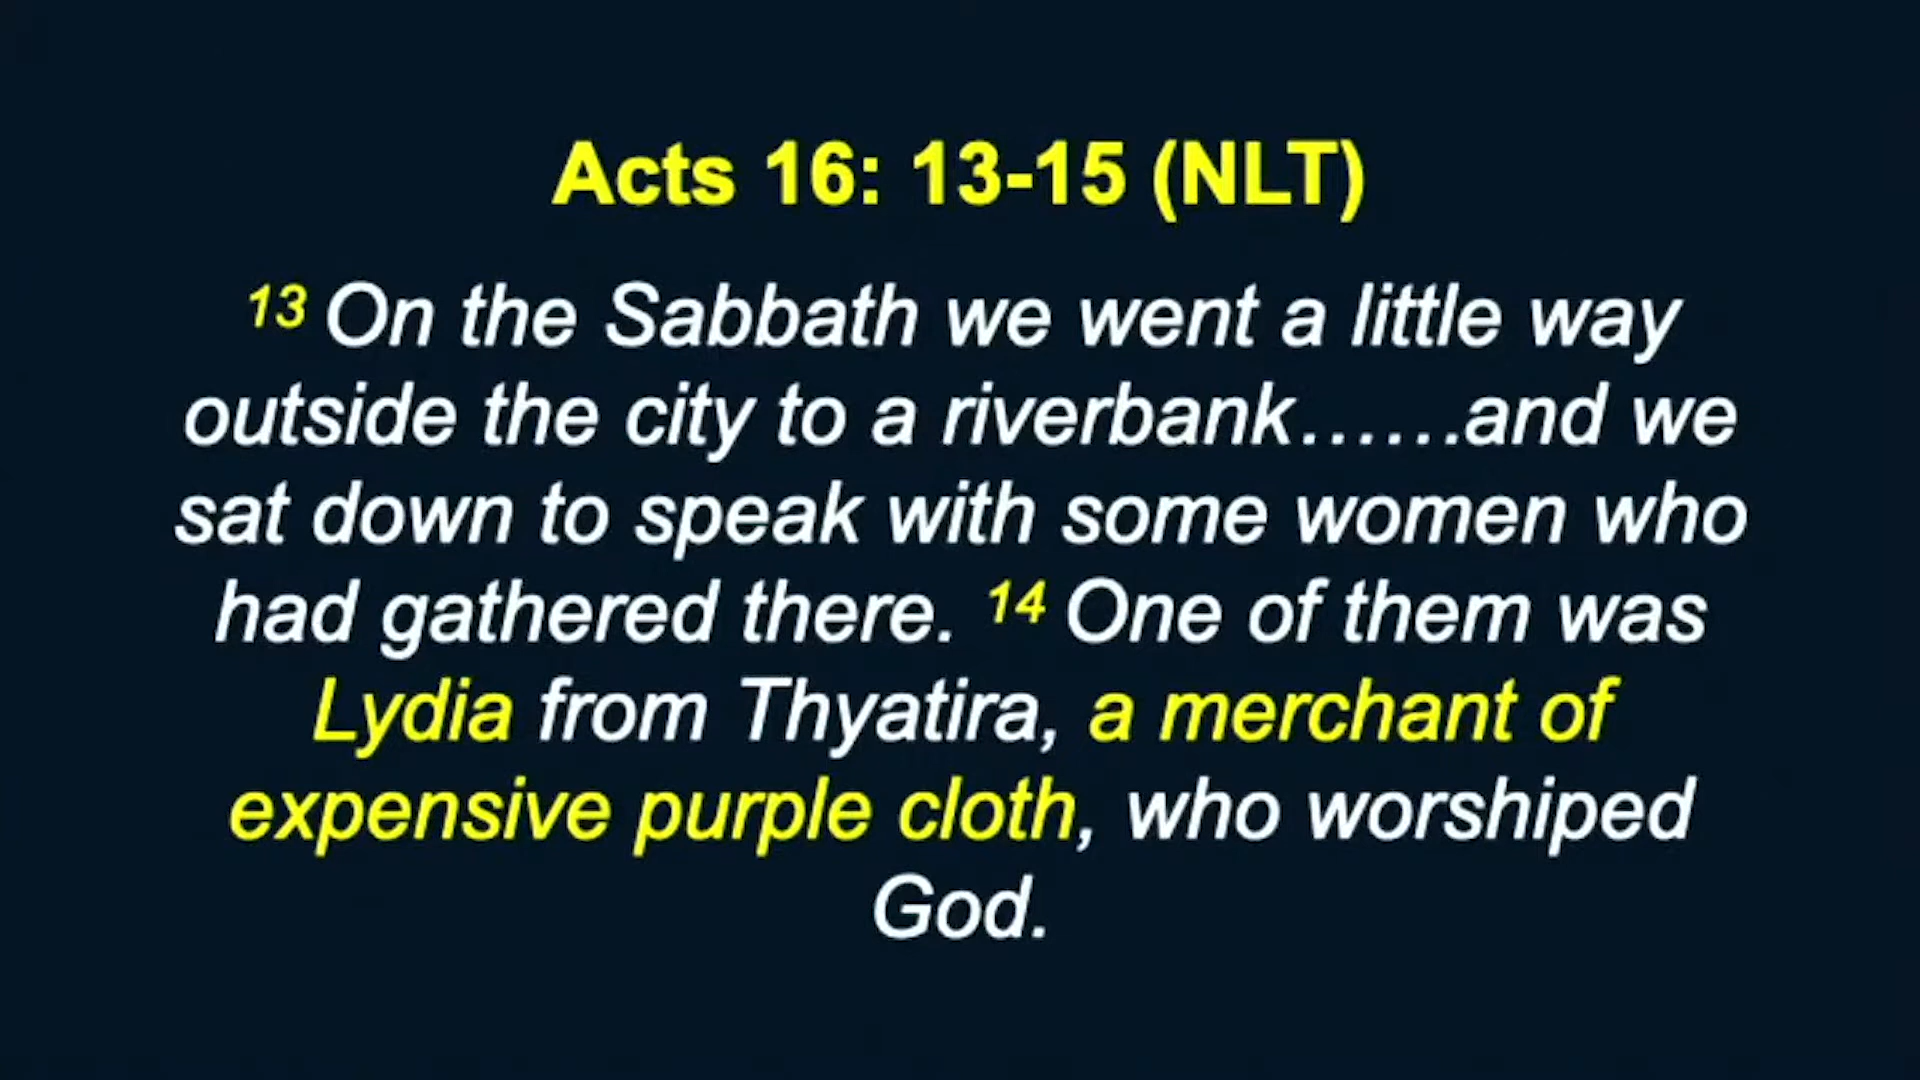 Acts 16: 13-15 (NLT)
13 On the Sabbath we went a little way
outside the city to a riverbank……and we
sat down to speak with some women who
had gathered there. 14 One of them was
Lydia from Thyatira, a merchant of
expensive purple cloth, who worshiped
God.